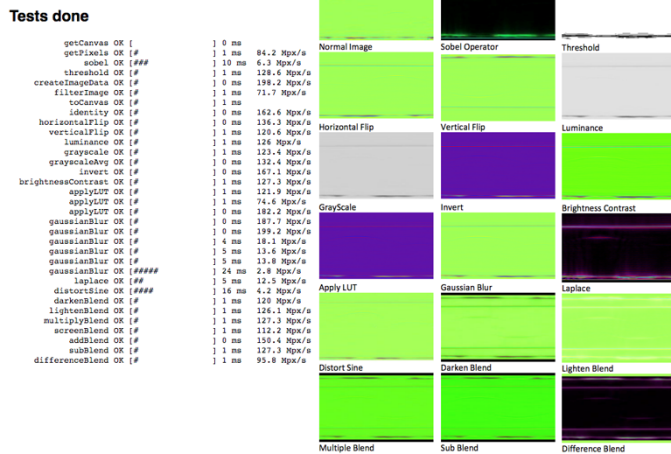 Tests done
getCanvas OK [ ] 0 ms
getPixels OK [# ] 1 ms 84.2 Mpx/s
sobel OK [### ] 10 ms 6.3 Mpx/s
threshold OK [# ] 1 ms 128.6 Mpx/s
createImageData OK [# ] 0 ms 198.2 Mpx/s
filterImage OK [# ] 1 ms 71.7 Mpx/s
toCanvas OK [# ] 1 ms
identity OK [# ] 0 ms 162.6 Mpx/s
horizontalFlip OK [# ] 0 ms 136.3 Mpx/s
verticalFlip OK [# ] 1 ms 120.6 Mpx/s
luminance OK [# ] 1 ms 126 Mpx/s
grayscale OK [# ] 1 ms 123.4 Mpx/s
grayscaleAvg OK [# ] 0 ms 132.4 Mpx/s
invert OK [# ] 0 ms 167.1 Mpx/s
brightnessContrast OK [# ] 1 ms 127.3 Mpx/s
applyLUT OK [# ] 1 ms 121.9 Mpx/s
applyLUT OK [# ] 1 ms 74.6 Mpx/s
applyLUT OK [# ] 0 ms 182.2 Mpx/s
gaussianBlur OK [# ] 0 ms 187.7 Mpx/s
gaussianBlur OK [# ] 0 ms 199.2 Mpx/s
gaussianBlur OK [# ] 4 ms 18.1 Mpx/s
gaussianBlur OK [# ] 5 ms 13.6 Mpx/s
gaussianBlur OK [# ] 5 ms 13.8 Mpx/s
gaussianBlur OK [##### ] 24 ms 2.8 Mpx/s
laplace OK [## ] 5 ms 12.5 Mpx/s
distortSine OK [#### ] 16 ms 4.2 Mpx/s
darkenBlend OK [# ] 1 ms 120 Mpx/s
lightenBlend OK [# ] 1 ms 126.1 Mpx/s
multiplyBlend OK [# ] 1 ms 127.3 Mpx/s
screenBlend OK [# ] 1 ms 112.2 Mpx/s
addBlend OK [# ] 0 ms 150.4 Mpx/s
subBlend OK [# ] 1 ms 127.3 Mpx/s
differenceBlend OK [# ] 1 ms 95.8 Mpx/s
Normal Image
Sobel Operator
Threshold
Horizontal Flip
Vertical Flip
Luminance
GrayScale
Invert
Brightness Contrast
Apply LUT
Gaussian Blur
Laplace
Distort Sine
Darken Blend
Lighten Blend
Multiple Blend
Sub Blend
Difference Blend